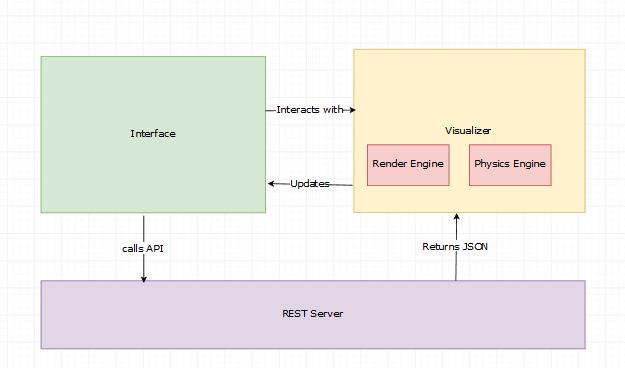 Interacts with
Interface
Visualizer
Render Engine
Physics Engine
Updates
calls API
Returns JSON
REST Server